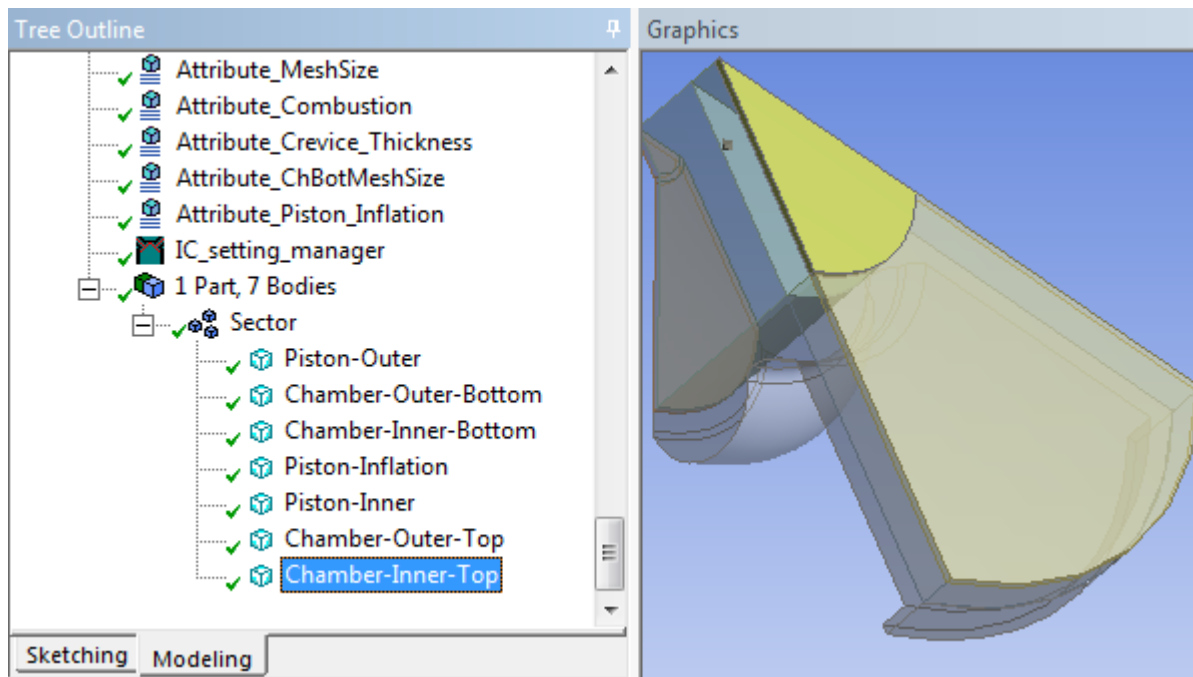 Tree Outline
Graphics
Attribute_MeshSize
Attribute_Combustion
Attribute_Crevice_Thickness
Attribute_ChBotMeshSize
Attribute_Piston_Inflation
IC_setting_manager
1 Part, 7 Bodies
Sector
Piston-Outer
Chamber-Outer-Bottom
Chamber-Inner-Bottom
Piston-Inflation
Piston-Inner
Chamber-Outer-Top
Chamber-Inner-Top
Sketching
Modeling